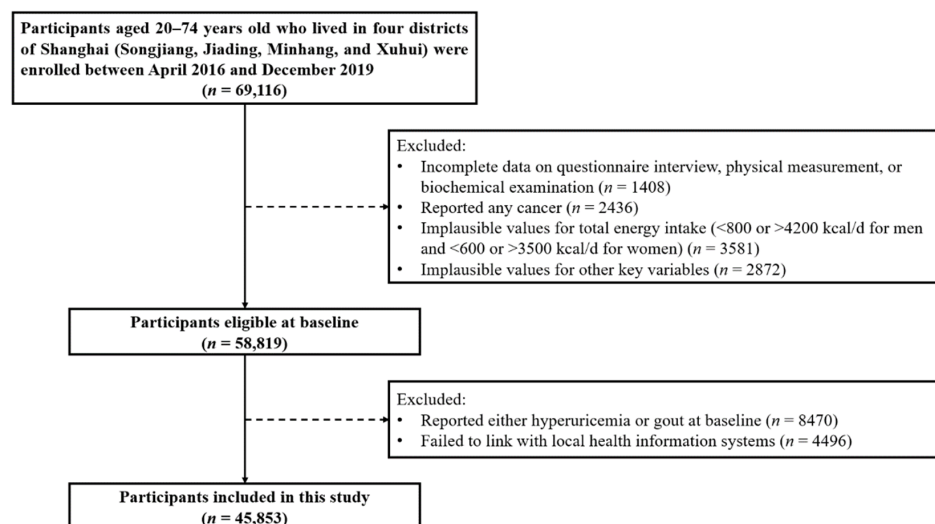 Participants aged 20–74 years old who lived in four districts
of Shanghai (Songjiang, Jiading, Minhang, and Xuhui) were
enrolled between April 2016 and December 2019
(n = 69,116)
Excluded:
• Incomplete data on questionnaire interview, physical measurement, or
biochemical examination (n = 1408)
• Reported any cancer (n = 2436)
• Implausible values for total energy intake (<800 or >4200 kcal/d for men
and <600 or >3500 kcal/d for women) (n = 3581)
• Implausible values for other key variables (n = 2872)
Participants eligible at baseline
(n = 58,819)
Excluded:
• Reported either hyperuricemia or gout at baseline (n = 8470)
• Failed to link with local health information systems (n = 4496)
Participants included in this study
(n = 45,853)